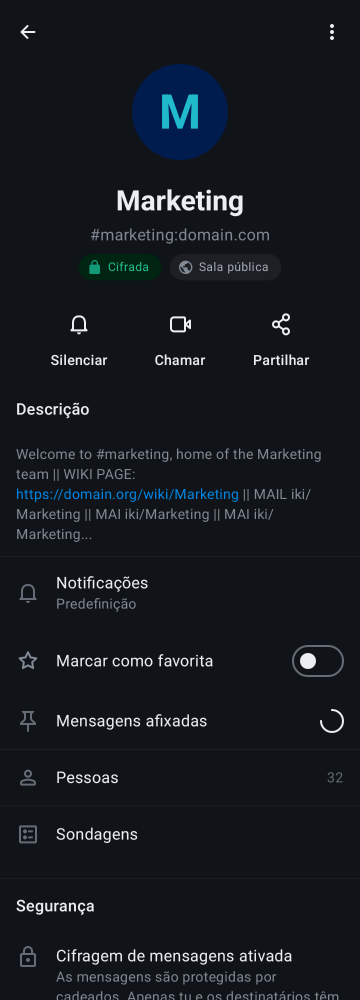 M
Marketing
#marketing:domain.com
Cifrada
Sala pública
Silenciar
Chamar
Partilhar
Descrição
Welcome to #marketing, home of the Marketing
team || WIKI PAGE:
https://domain.org/wiki/Marketing || MAIL iki/
Marketing || MAI iki/Marketing || MAI iki/
Marketing...
Notificações
Predefinição
Marcar como favorita
Mensagens afixadas
Pessoas
32
Sondagens
Segurança
Cifragem de mensagens ativada
As mensagens são protegidas por
cadeados. Apenas tu e os destinatários têm